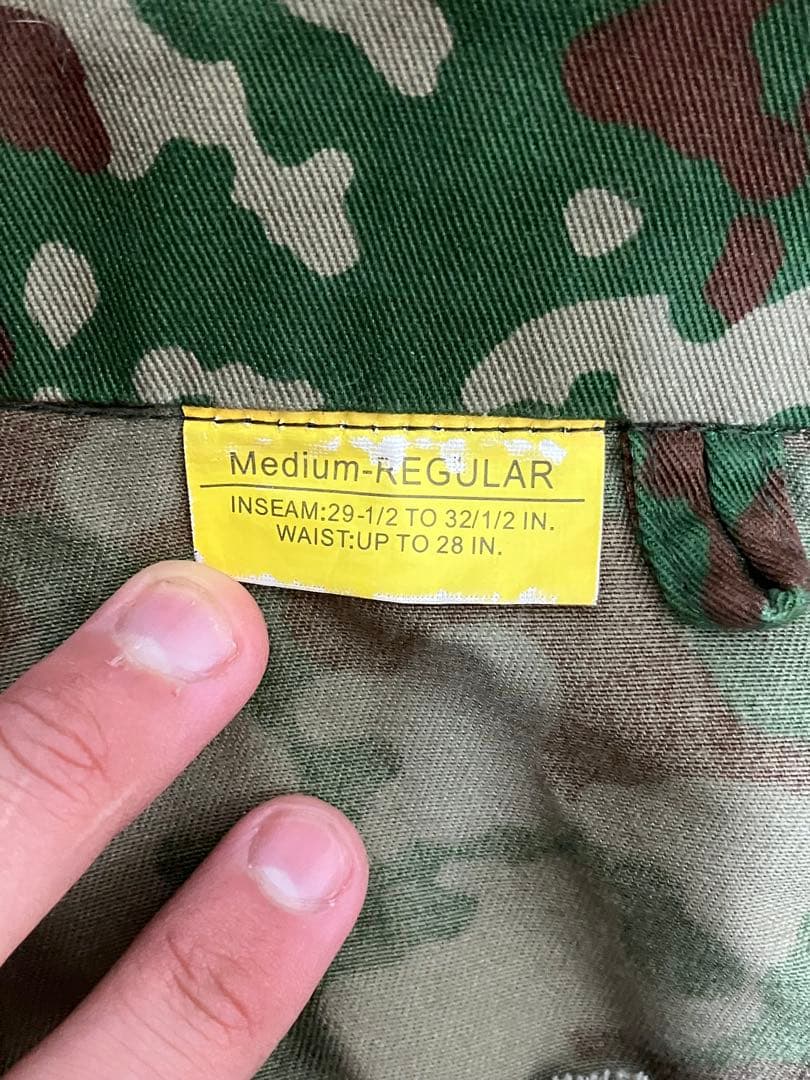 Medium-REGULAR
INSEAM:29-1/2 TO 32/1/2 IN.
WAIST:UP TO 28 IN.